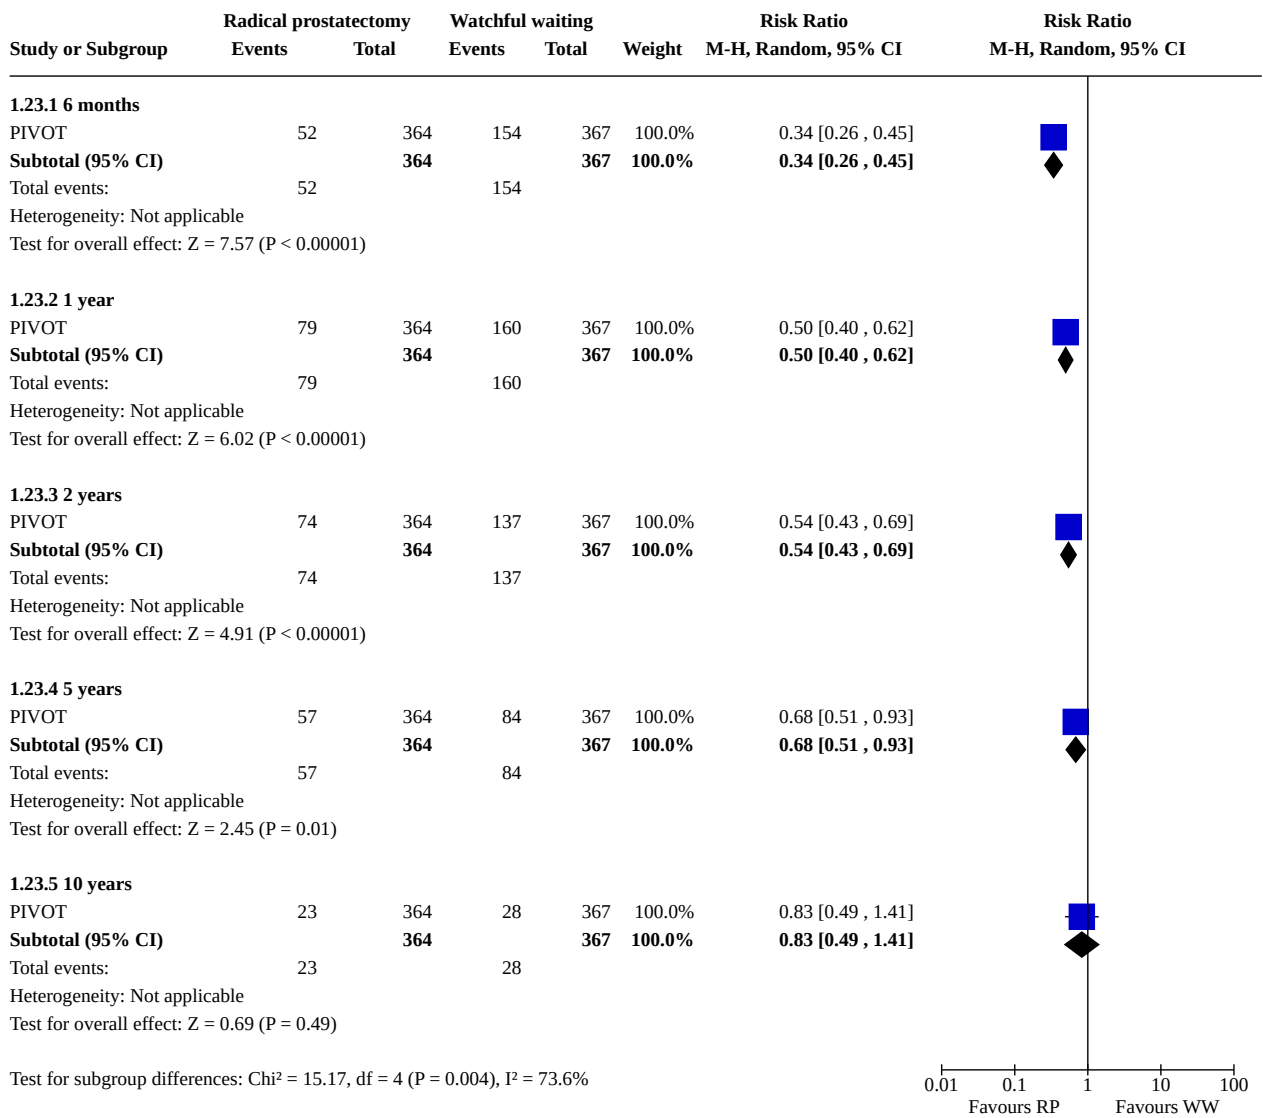 Radical prostatectomy Watchful waiting Risk Ratio Risk Ratio
Study or Subgroup Events Total Events Total Weight M-H, Random, 95% CI M-H, Random, 95% CI
1.23.1 6 months
PIVOT 52 364 154 367 100.0% 0.34 [0.26 , 0.45]
Subtotal (95% CI) 364 367 100.0% 0.34 [0.26 , 0.45]
Total events: 52 154
Heterogeneity: Not applicable
Test for overall effect: Z = 7.57 (P < 0.00001)
1.23.2 1 year
PIVOT 79 364 160 367 100.0% 0.50 [0.40 , 0.62]
Subtotal (95% CI) 364 367 100.0% 0.50 [0.40 , 0.62]
Total events: 79 160
Heterogeneity: Not applicable
Test for overall effect: Z = 6.02 (P < 0.00001)
1.23.3 2 years
PIVOT 74 364 137 367 100.0% 0.54 [0.43 , 0.69]
Subtotal (95% CI) 364 367 100.0% 0.54 [0.43 , 0.69]
Total events: 74 137
Heterogeneity: Not applicable
Test for overall effect: Z = 4.91 (P < 0.00001)
1.23.4 5 years
PIVOT 57 364 84 367 100.0% 0.68 [0.51 , 0.93]
Subtotal (95% CI) 364 367 100.0% 0.68 [0.51 , 0.93]
Total events: 57 84
Heterogeneity: Not applicable
Test for overall effect: Z = 2.45 (P = 0.01)
1.23.5 10 years
PIVOT 23 364 28 367 100.0% 0.83 [0.49 , 1.41]
Subtotal (95% CI) 364 367 100.0% 0.83 [0.49 , 1.41]
Total events: 23 28
Heterogeneity: Not applicable
Test for overall effect: Z = 0.69 (P = 0.49)
Test for subgroup differences: Chi² = 15.17, df = 4 (P = 0.004), I² = 73.6%
0.01 0.1 1 10 100
Favours RP Favours WW